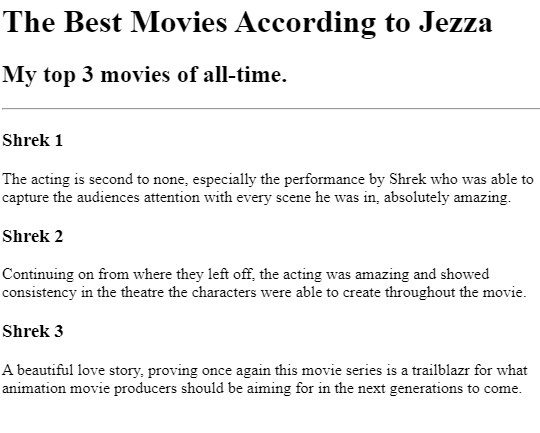 The Best Movies According to Jezza
My top 3 movies of all-time.
Shrek 1
The acting is second to none, especially the performance by Shrek who was able to
capture the audiences attention with every scene he was in, absolutely amazing.
Shrek 2
Continuing on from where they left off, the acting was amazing and showed
consistency in the theatre the characters were able to create throughout the movie.
Shrek 3
A beautiful love story, proving once again this movie series is a trailblazr for what
animation movie producers should be aiming for in the next generations to come.